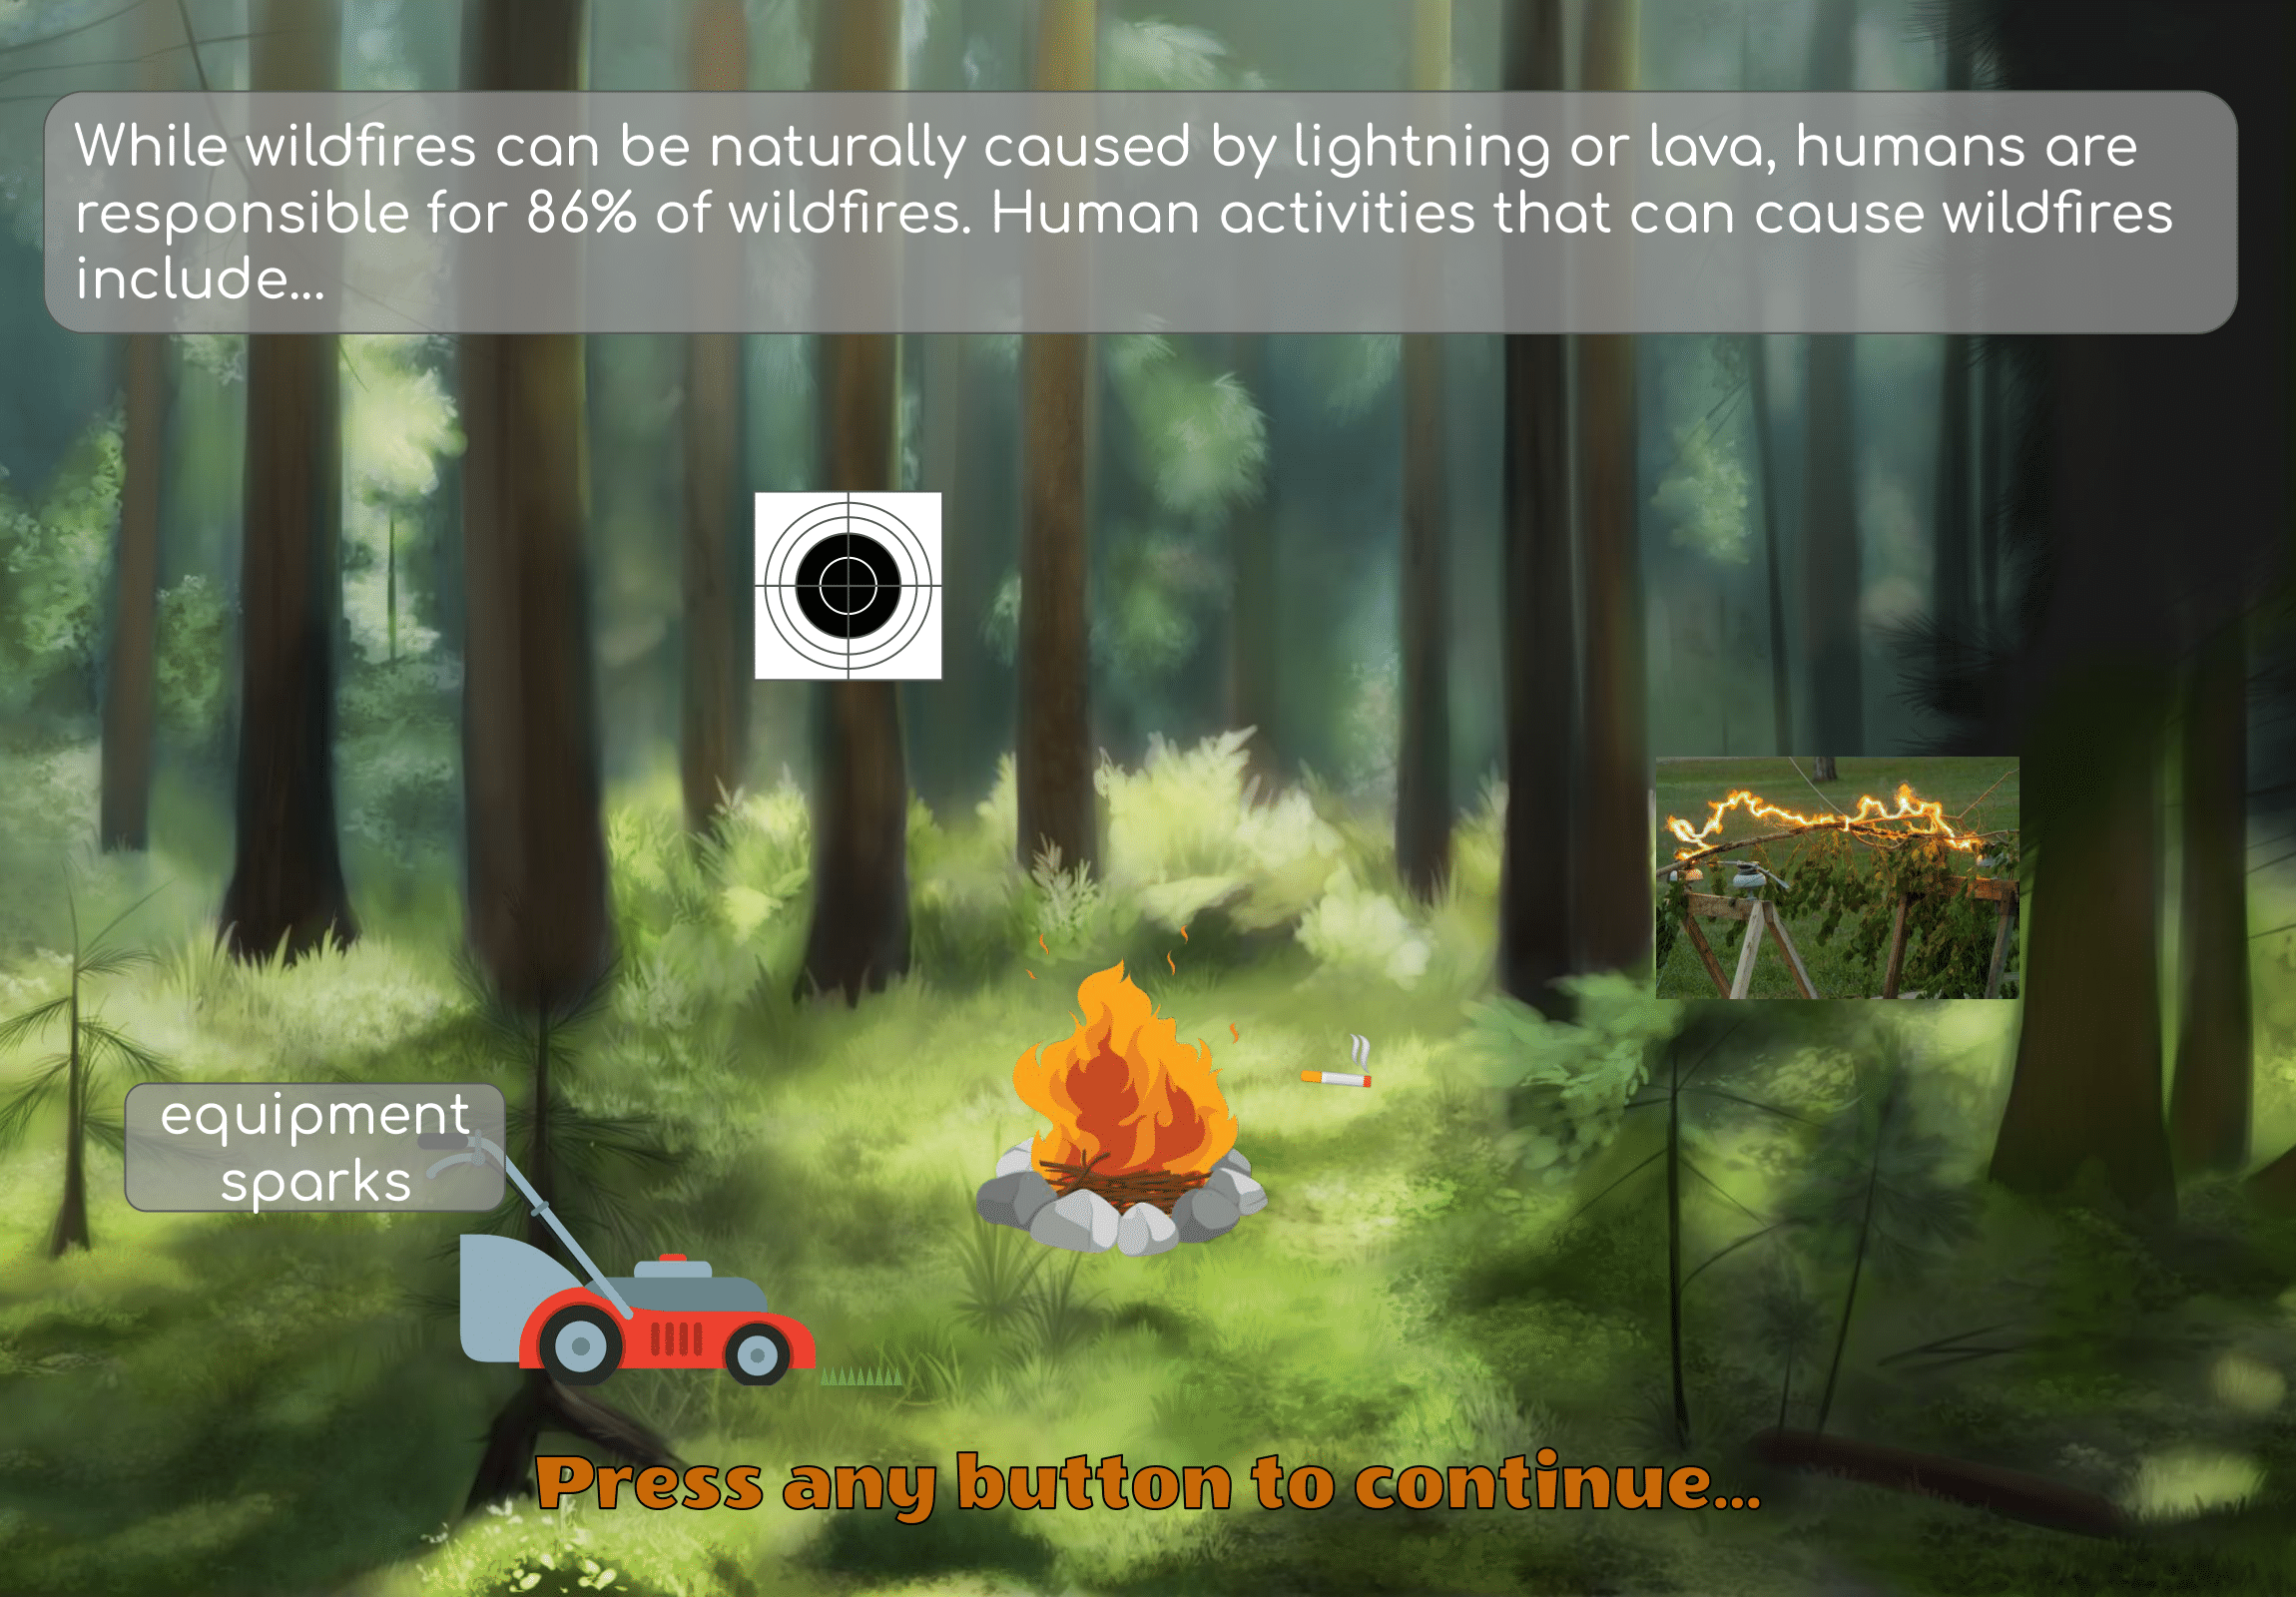 While wildfires can be naturally caused by lightning or lava, humans are
responsible for 86% of wildfires. Human activities that can cause wildfires
include...
equipment
sparks
Press any button to continue...